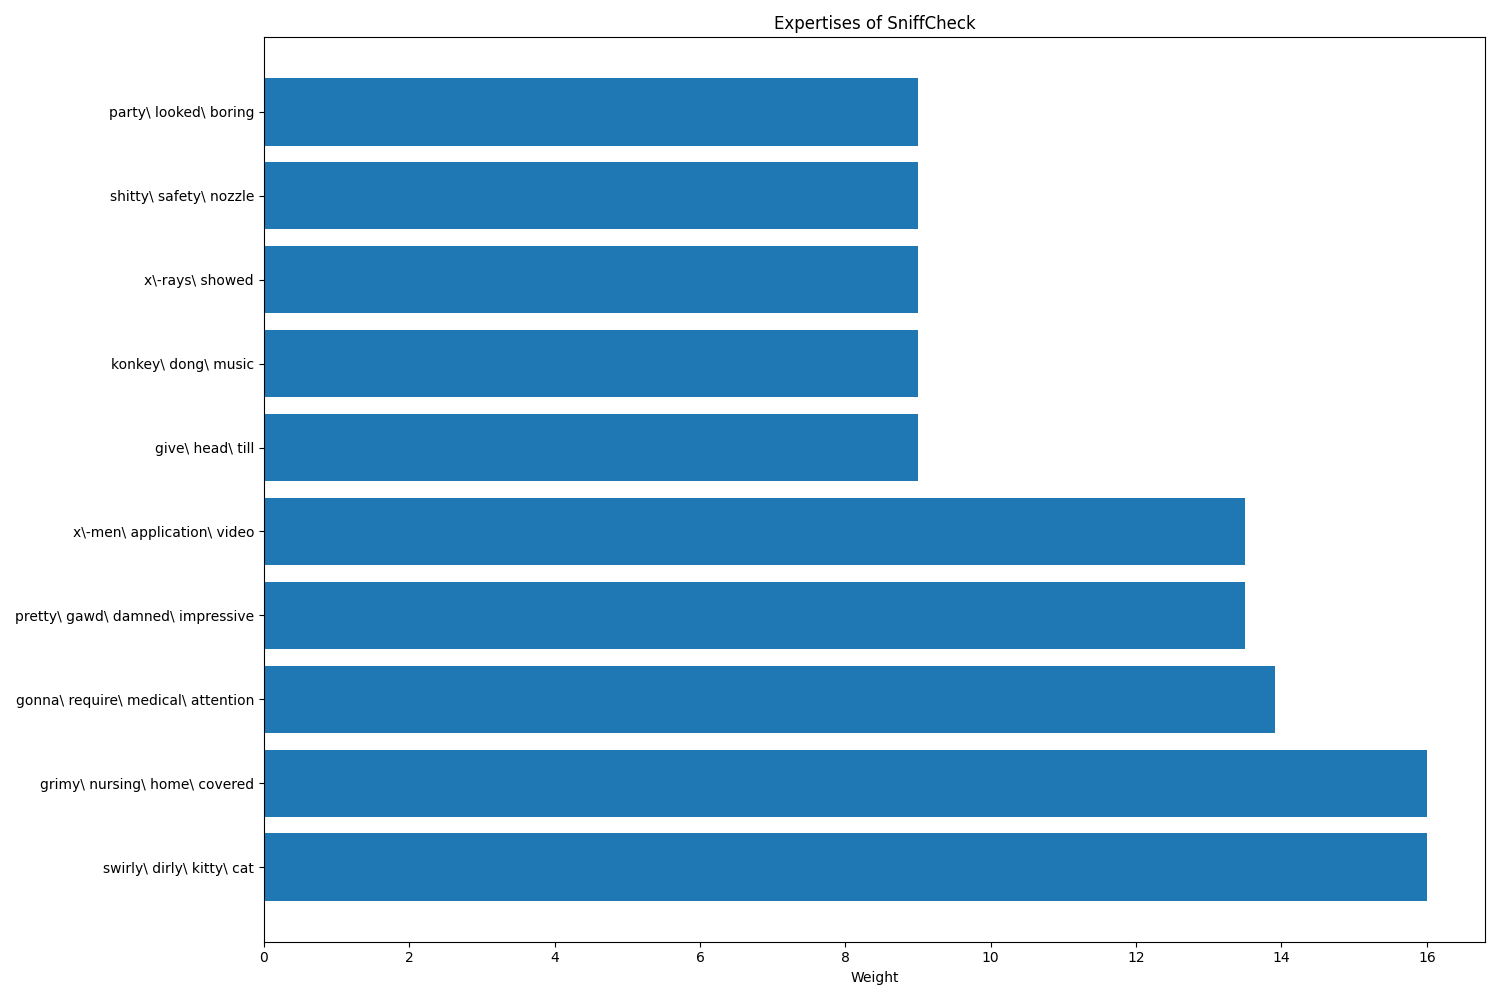 Expertises of SniffCheck
party\ looked\ boring
shitty\ safety\ nozzle
x\-rays\ showed
konkey\ dong\ music
give\ head\ till
x\-men\ application\ video
pretty\ gawd\ damned\ impressive
gonna\ require\ medical\ attention
grimy\ nursing\ home\ covered
swirly\ dirly\ kitty\ cat
0 2 4 6 8 10 12 14 16
Weight